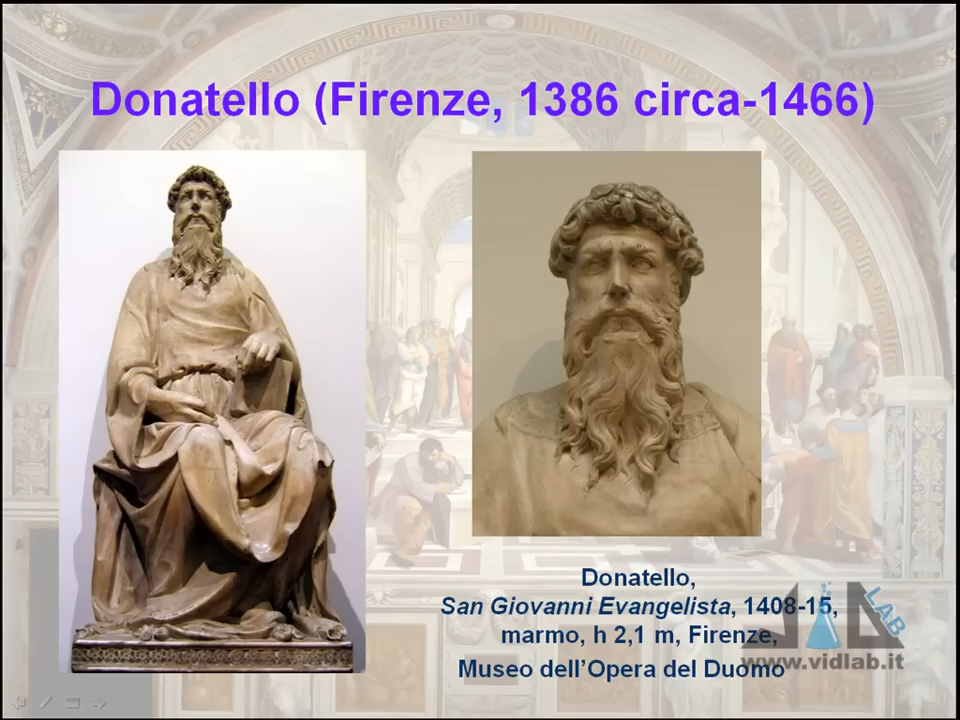 Donatello (Firenze, 1386 circa-1466)
Donatello,
San Giovanni Evangelista, 1408-15,
marmo, h 2,1 m, Firenze,
Museo dell’Opera del Duomo
LAB
www.vidlab.it